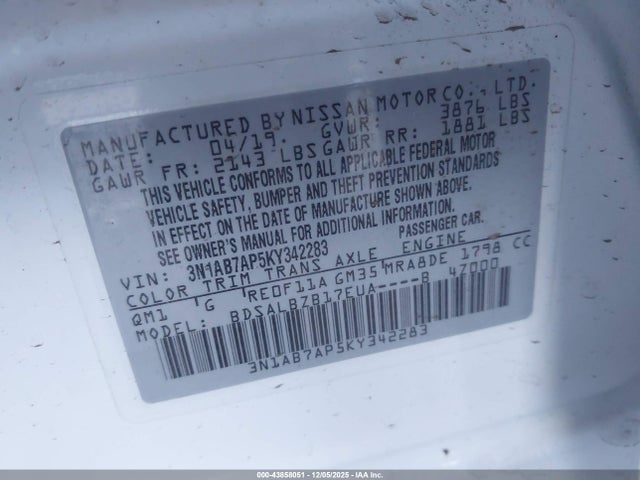 MANUFACTURED BY NISSAN MOTOR CO., LTD.
DATE: 04/19. GVWR: 3876 LBS
GAWR FR: 2143 LBS GAWR RR: 1881 LBS
THIS VEHICLE CONFORMS TO ALL APPLICABLE FEDERAL MOTOR
VEHICLE SAFETY, BUMPER AND THEFT PREVENTION STANDARDS
IN EFFECT ON THE DATE OF MANUFACTURE SHOWN ABOVE.
SEE OWNER'S MANUAL FOR ADDITIONAL INFORMATION.
VIN: 3N1AB7AP5KY342283 PASSENGER CAR.
COLOR TRIM TRANS AXLE ENGINE
QM1 G RE0F11A GM35 MRA8DE 1798 CC
MODEL: BDSALBZB17EUA----B 47000
3N1AB7AP5KY342283
000-43858051 - 12/05/2025 - IAA Inc.